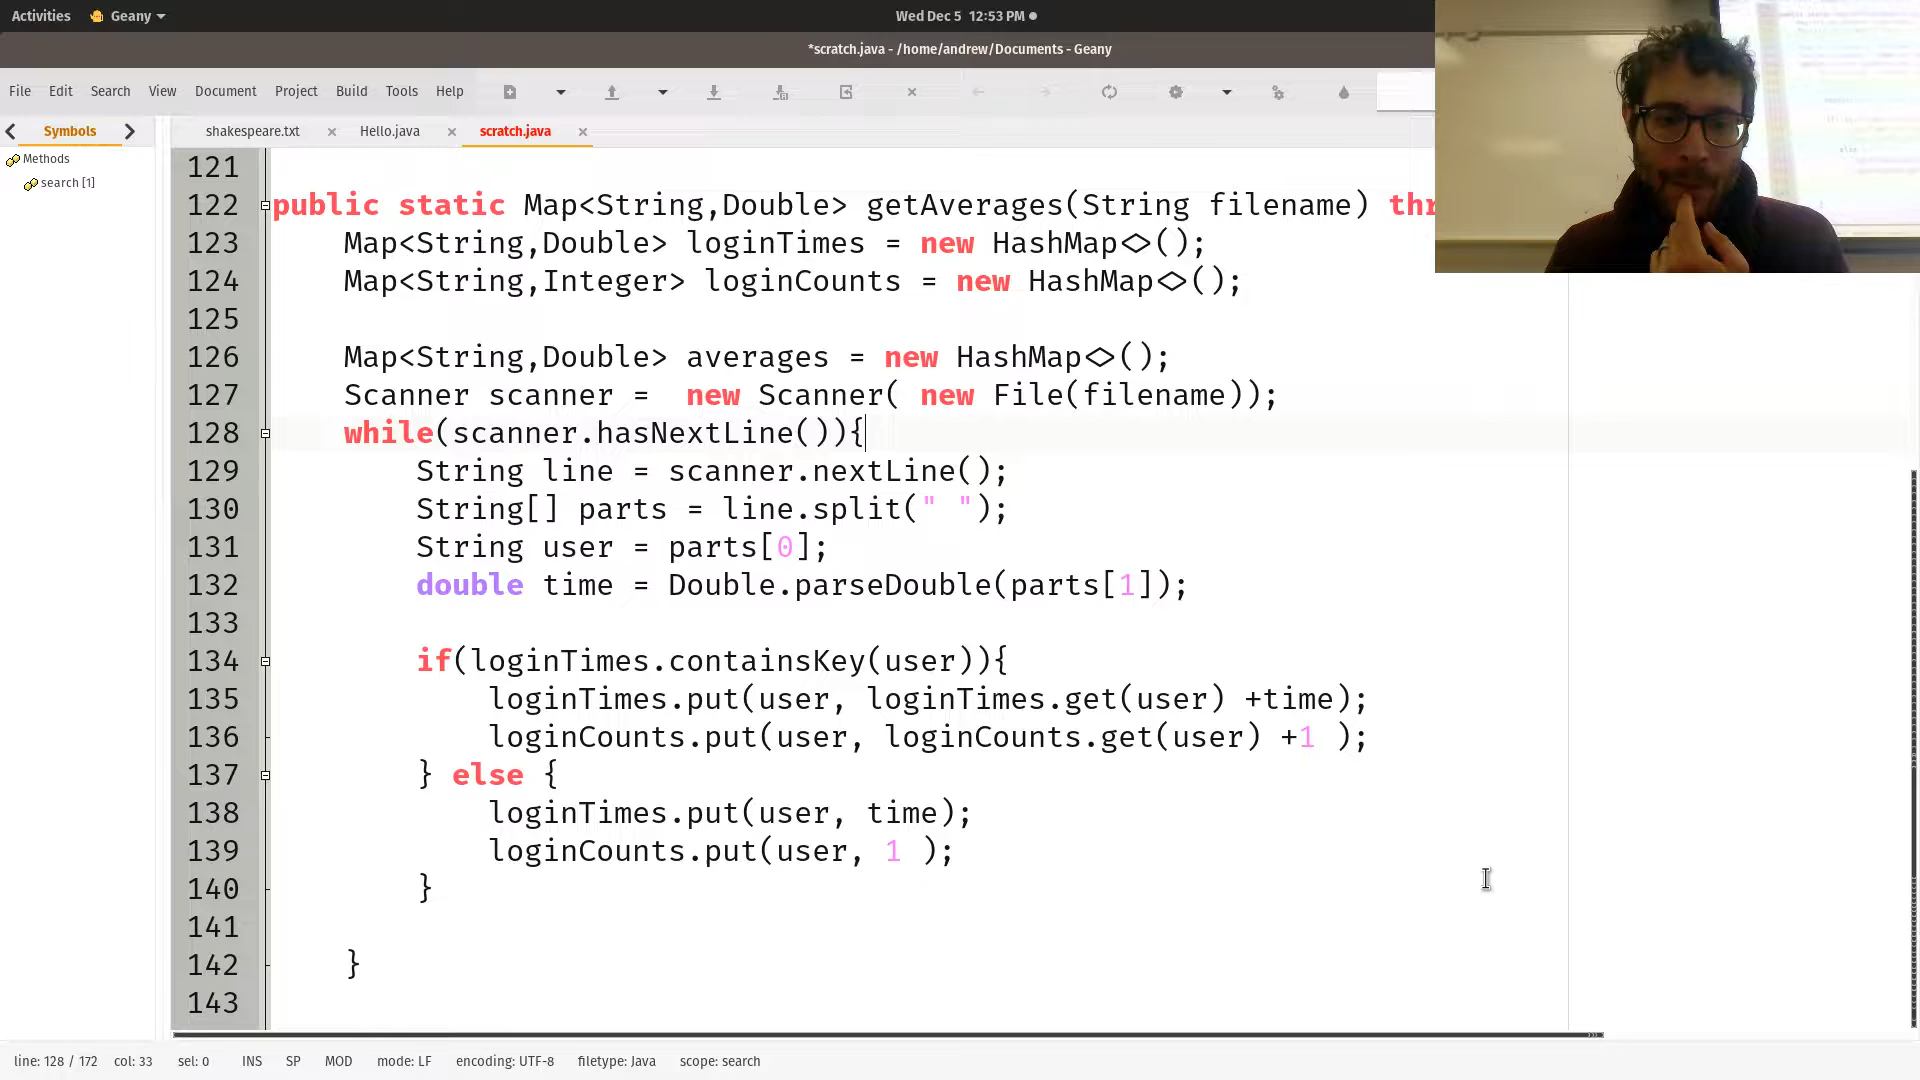 Activities Geany Wed Dec 5 12:53 PM
*scratch.java - /home/andrew/Documents - Geany
File Edit Search View Document Project Build Tools Help
Symbols shakespeare.txt Hello.java scratch.java
Methods
search [1]
121
122 public static Map<String,Double> getAverages(String filename) thr
123 Map<String,Double> loginTimes = new HashMap<>();
124 Map<String,Integer> loginCounts = new HashMap<>();
125
126 Map<String,Double> averages = new HashMap<>();
127 Scanner scanner =  new Scanner( new File(filename));
128 while(scanner.hasNextLine()){
129 String line = scanner.nextLine();
130 String[] parts = line.split(" ");
131 String user = parts[0];
132 double time = Double.parseDouble(parts[1]);
133
134 if(loginTimes.containsKey(user)){
135 loginTimes.put(user, loginTimes.get(user) +time);
136 loginCounts.put(user, loginCounts.get(user) +1 );
137 } else {
138 loginTimes.put(user, time);
139 loginCounts.put(user, 1 );
140 }
141
142 }
143
line: 128 / 172 col: 33 sel: 0 INS SP MOD mode: LF encoding: UTF-8 filetype: Java scope: search